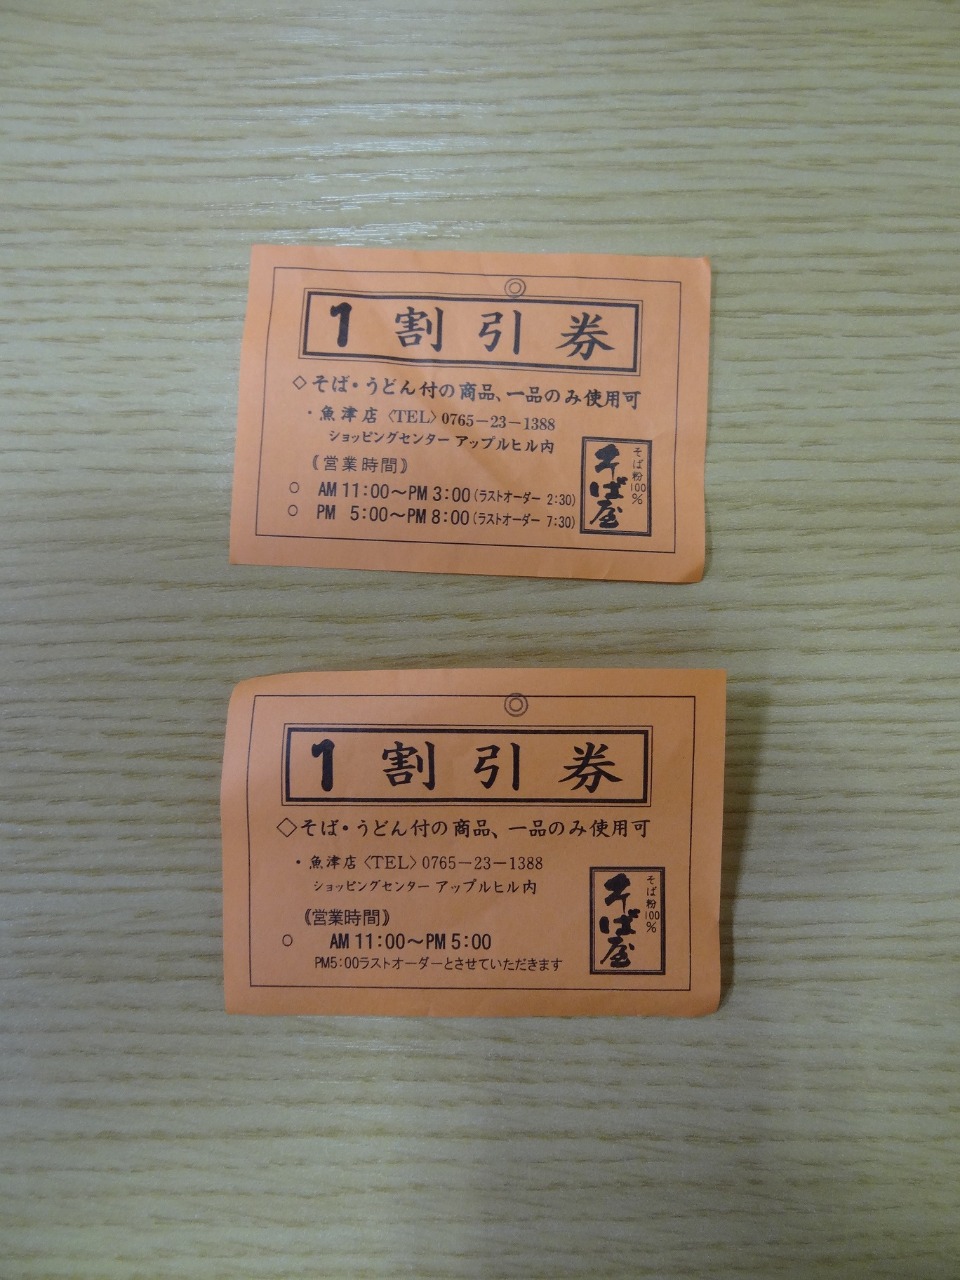 1割引券
◇そば・うどん付の商品、一品のみ使用可
・魚津店〈TEL〉0765−23−1388
ショッピングセンター アップルヒル内
《営業時間》
○ AM 11:00〜PM 3:00(ラストオーダー 2:30)
○ PM 5:00〜PM 8:00(ラストオーダー 7:30)
そば粉100%
そば屋
1割引券
◇そば・うどん付の商品、一品のみ使用可
・魚津店〈TEL〉0765−23−1388
ショッピングセンター アップルヒル内
《営業時間》
○ AM 11:00〜PM 5:00
PM5:00ラストオーダーとさせていただきます
そば粉100%
そば屋